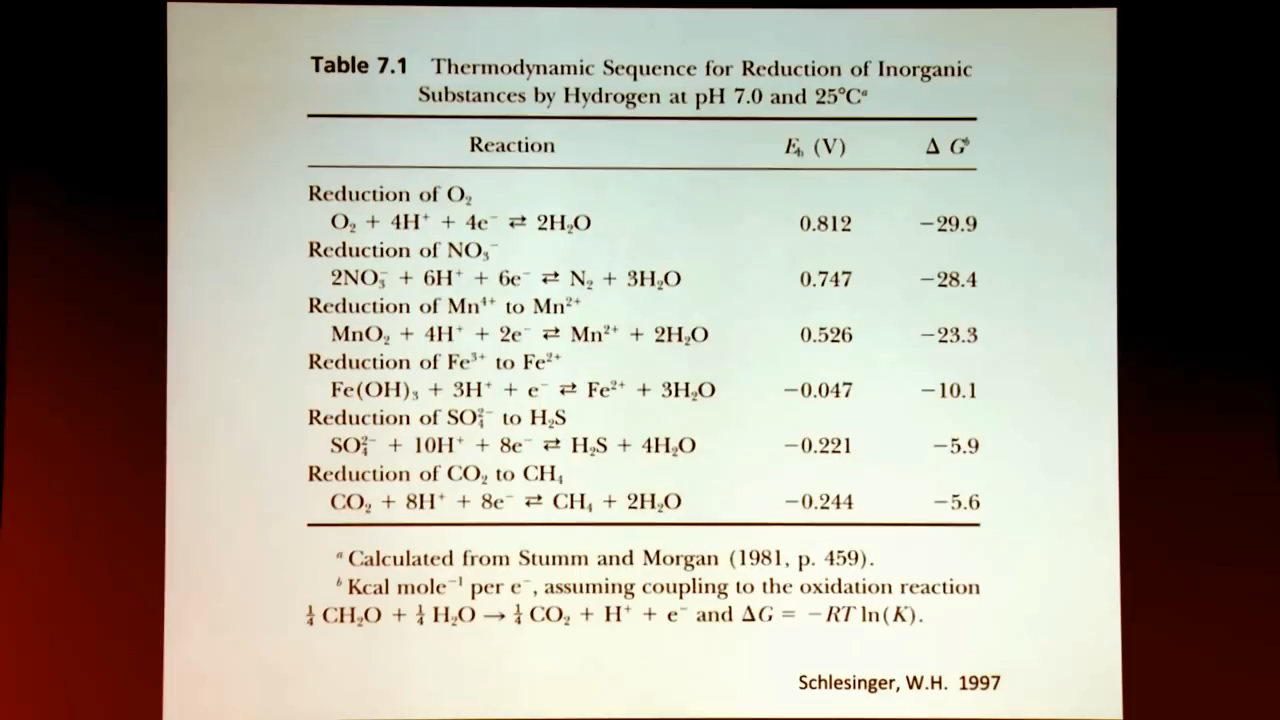 Table 7.1 Thermodynamic Sequence for Reduction of Inorganic
Substances by Hydrogen at pH 7.0 and 25°Cᵃ
Reaction Eₕ (V) Δ Gᵇ
Reduction of O₂
O₂ + 4H⁺ + 4e⁻ ⇄ 2H₂O 0.812 −29.9
Reduction of NO₃⁻
2NO₃⁻ + 6H⁺ + 6e⁻ ⇄ N₂ + 3H₂O 0.747 −28.4
Reduction of Mn⁴⁺ to Mn²⁺
MnO₂ + 4H⁺ + 2e⁻ ⇄ Mn²⁺ + 2H₂O 0.526 −23.3
Reduction of Fe³⁺ to Fe²⁺
Fe(OH)₃ + 3H⁺ + e⁻ ⇄ Fe²⁺ + 3H₂O −0.047 −10.1
Reduction of SO₄²⁻ to H₂S
SO₄²⁻ + 10H⁺ + 8e⁻ ⇄ H₂S + 4H₂O −0.221 −5.9
Reduction of CO₂ to CH₄
CO₂ + 8H⁺ + 8e⁻ ⇄ CH₄ + 2H₂O −0.244 −5.6
ᵃ Calculated from Stumm and Morgan (1981, p. 459).
ᵇ Kcal mole⁻¹ per e⁻, assuming coupling to the oxidation reaction
¼ CH₂O + ¼ H₂O → ¼ CO₂ + H⁺ + e⁻ and ΔG = −RT ln(K).
Schlesinger, W.H. 1997